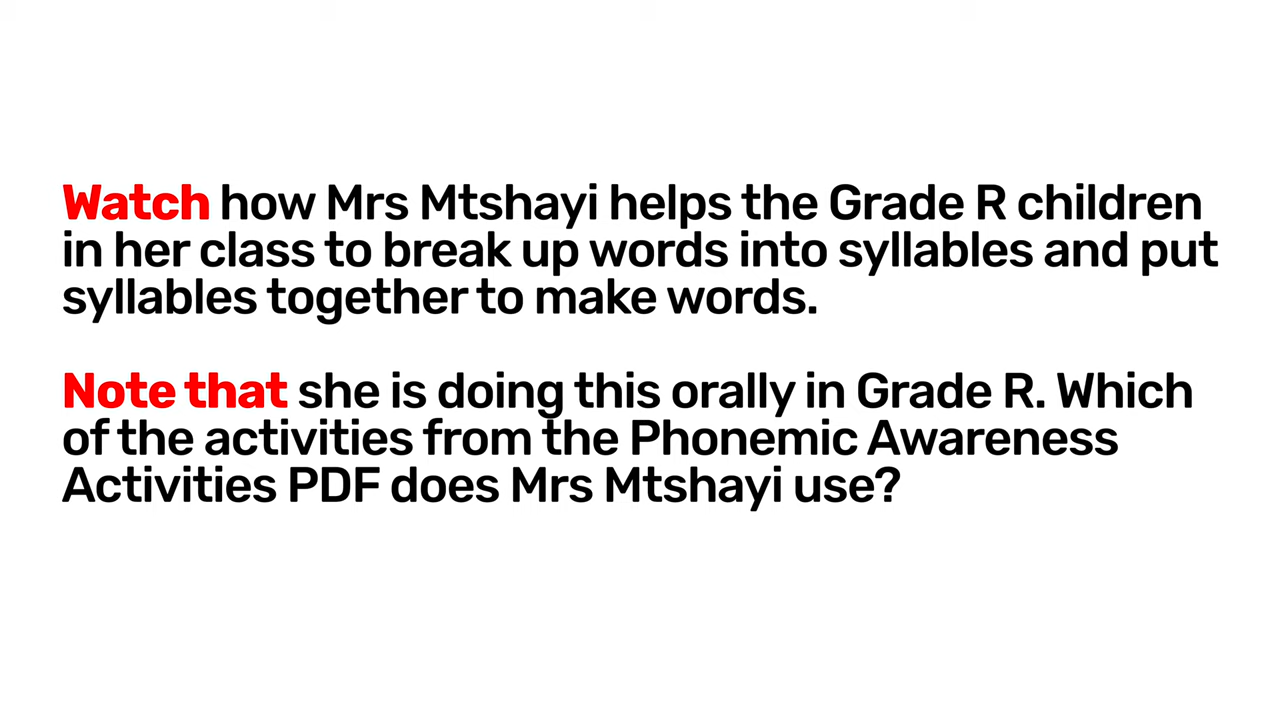 Watch how Mrs Mtshayi helps the Grade R children
in her class to break up words into syllables and put
syllables together to make words.
Note that she is doing this orally in Grade R. Which
of the activities from the Phonemic Awareness
Activities PDF does Mrs Mtshayi use?